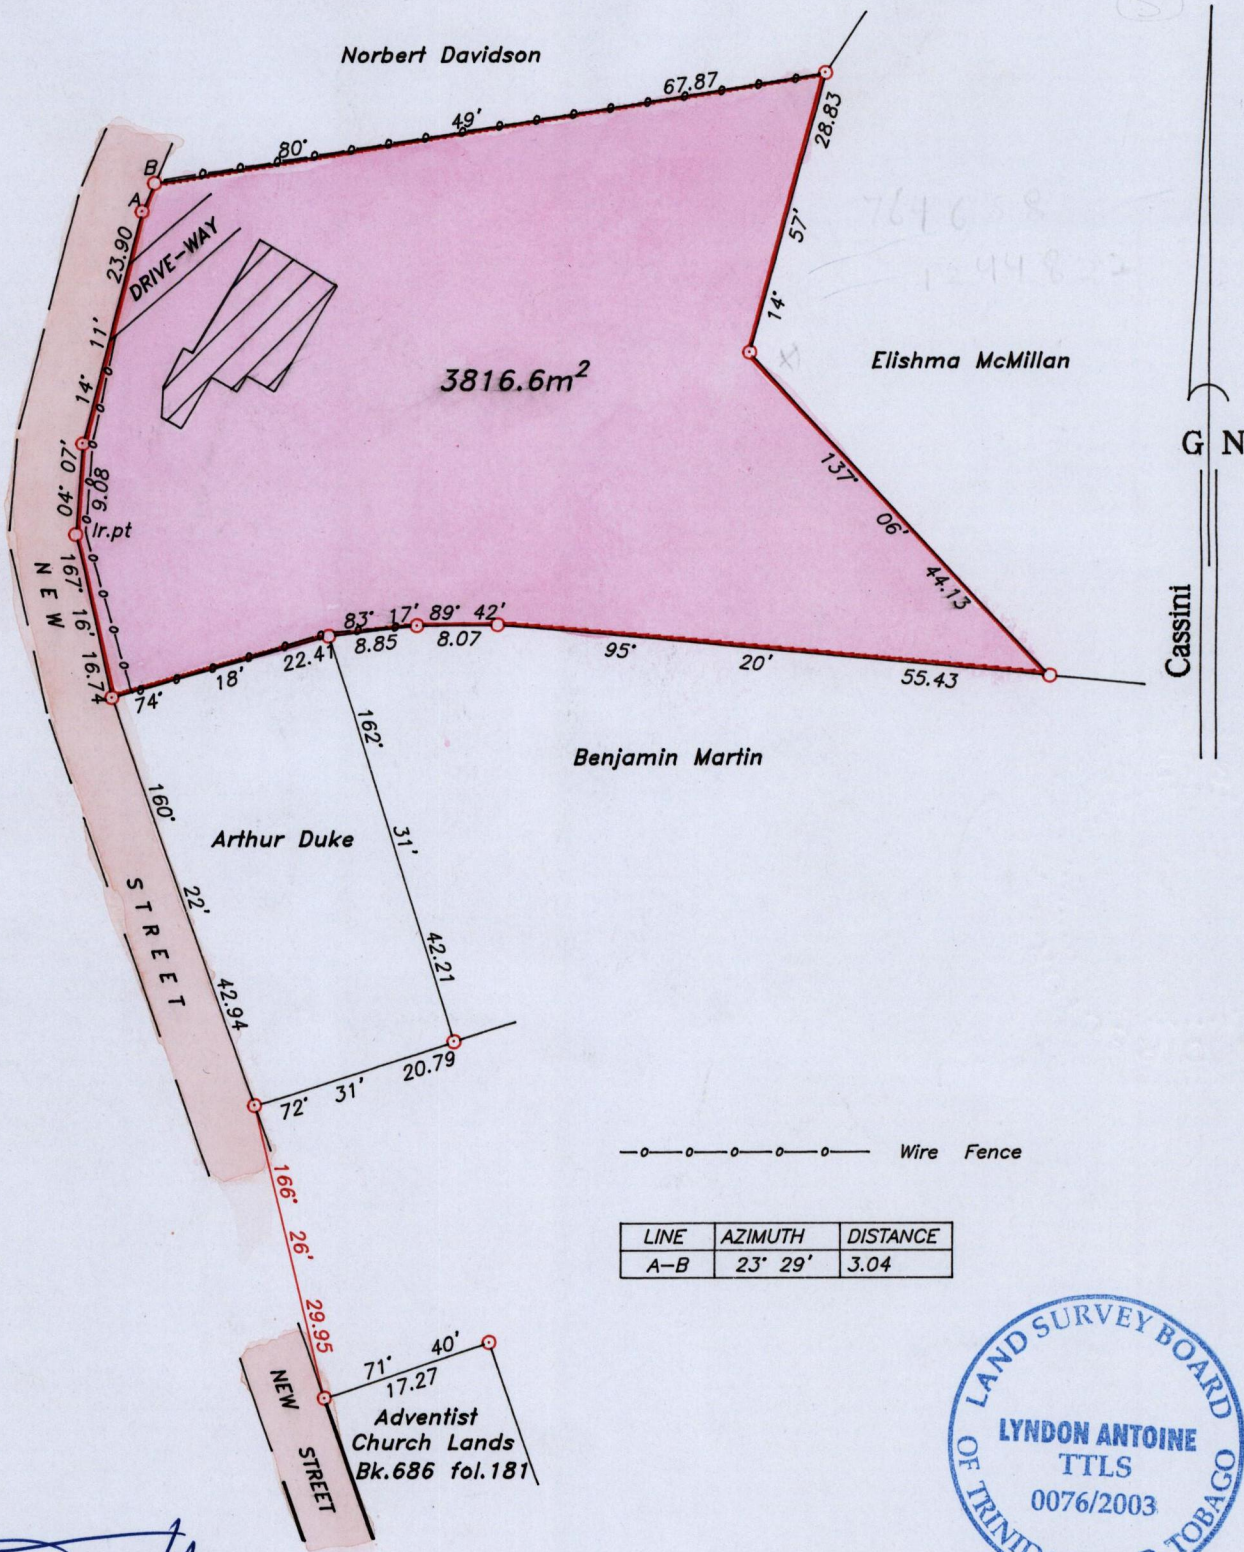 Norbert Davidson
80° 49' 67.87
B
A
23.90
11'
14°
DRIVE-WAY
28.83
57'
14°
3816.6m²
Elishma McMillan
G N
Cassini
04° 07'
9.08
Ir.pt
167° 16' 16.74
137° 06' 44.13
74° 18' 22.41
83° 17'
8.85
89° 42'
8.07
95° 20' 55.43
NEW STREET
Benjamin Martin
Arthur Duke
160° 22' 42.94
162° 31' 42.21
72° 31' 20.79
166° 26' 29.95
Wire Fence
LINE AZIMUTH DISTANCE
A-B 23° 29' 3.04
71° 40'
17.27
NEW STREET
Adventist
Church Lands
Bk.686 fol.181
LAND SURVEY BOARD
LYNDON ANTOINE
TTLS
0076/2003
OF TOBAGO